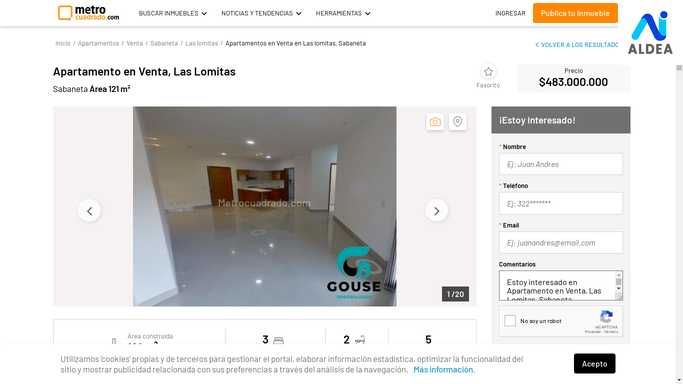 metro
cuadrado.com
BUSCAR INMUEBLES
NOTICIAS Y TENDENCIAS
HERRAMIENTAS
INGRESAR
Publica tu Inmueble
ALDEA
Inicio / Apartamentos / Venta / Sabaneta / Las lomitas / Apartamentos en Venta en Las lomitas, Sabaneta
VOLVER A LOS RESULTADO
Apartamento en Venta, Las Lomitas
Sabaneta Área 121 m²
Favorito
Precio
$483.000.000
Metrocuadrado.com
GOUSE
1 / 20
¡Estoy Interesado!
* Nombre
Ej: Juan Andres
* Teléfono
Ej: 322*******
* Email
Ej: juanandres@email.com
Comentarios
Estoy interesado en
Apartamento en Venta, Las
Lomitas, Sabaneta
No soy un robot
reCAPTCHA
Privacidad - Términos
Área construida
3
2
5
Utilizamos 'cookies' propias y de terceros para gestionar el portal, elaborar información estadística, optimizar la funcionalidad del
sitio y mostrar publicidad relacionada con sus preferencias a través del análisis de la navegación. Más información.
Acepto